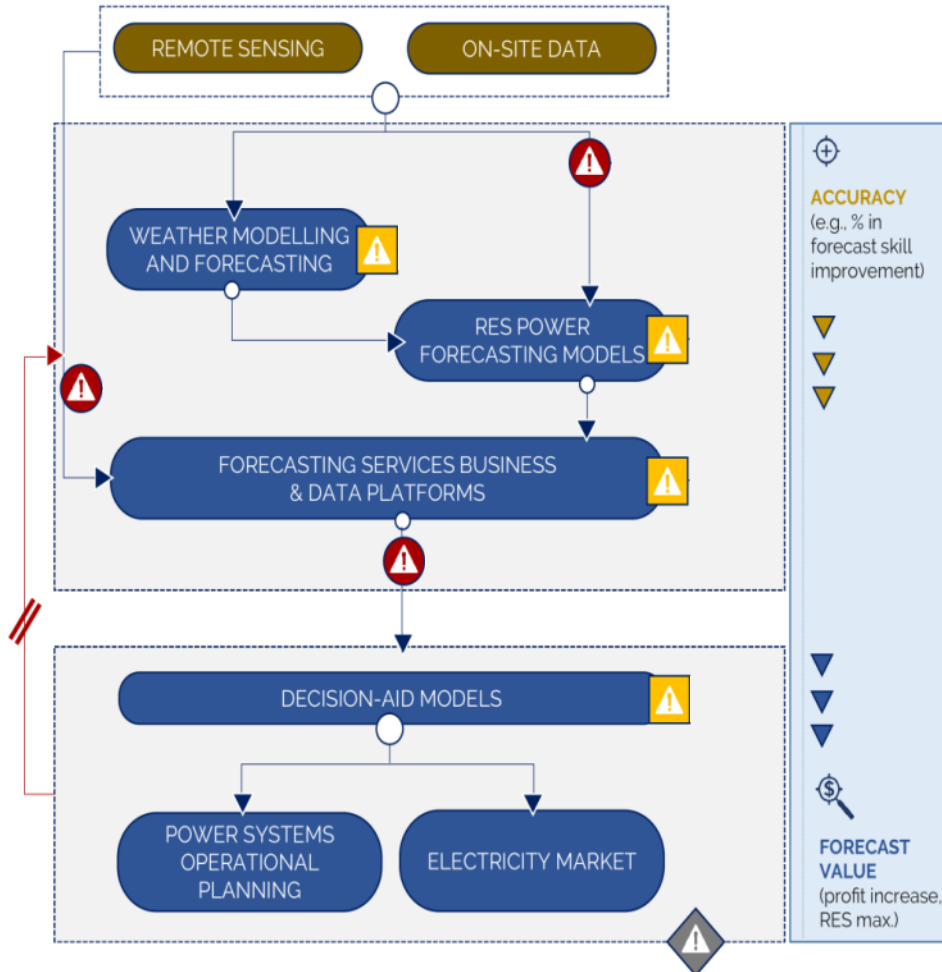 REMOTE SENSING
ON-SITE DATA
WEATHER MODELLING
AND FORECASTING
RES POWER
FORECASTING MODELS
FORECASTING SERVICES BUSINESS
& DATA PLATFORMS
DECISION-AID MODELS
POWER SYSTEMS
OPERATIONAL
PLANNING
ELECTRICITY MARKET
ACCURACY
(e.g., % in
forecast skill
improvement)
$
FORECAST
VALUE
(profit increase,
RES max.)